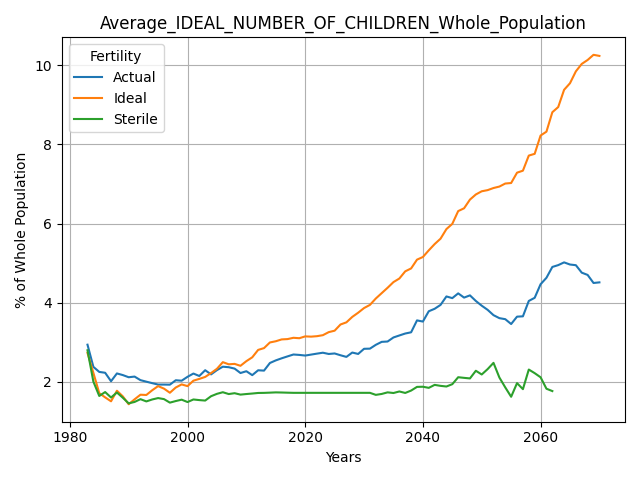 Average_IDEAL_NUMBER_OF_CHILDREN_Whole_Population
Fertility
Actual
Ideal
Sterile
% of Whole Population
10
8
6
4
2
1980
2000
2020
2040
2060
Years